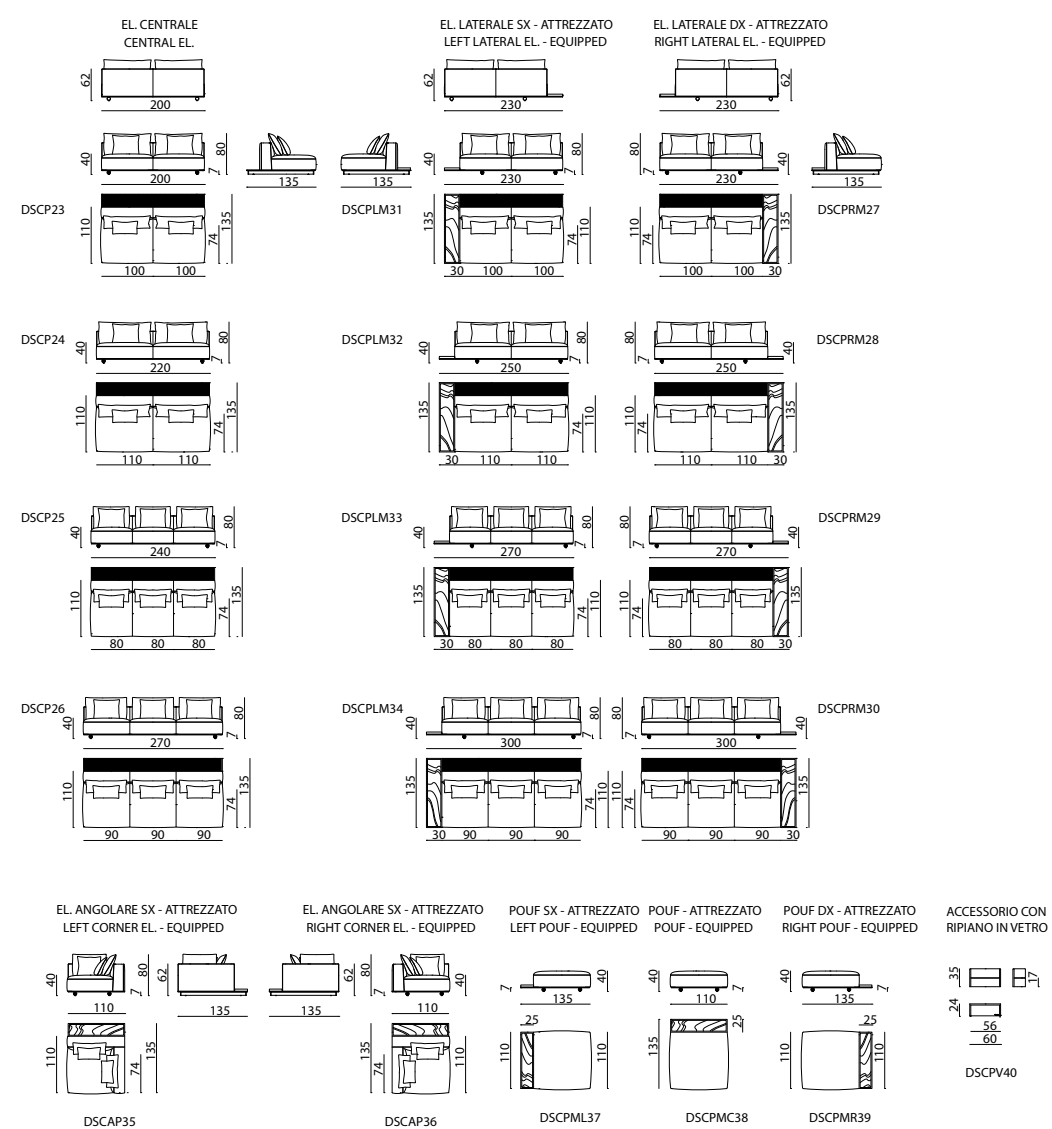 EL. CENTRALE
CENTRAL EL.
EL. LATERALE SX - ATTREZZATO
LEFT LATERAL EL. - EQUIPPED
EL. LATERALE DX - ATTREZZATO
RIGHT LATERAL EL. - EQUIPPED
62
200
62
230
62
230
40
80
7
200
135
135
40
80
7
230
80
7
40
230
135
DSCP23
110
74
135
100 100
DSCPLM31
135
74
110
30 100 100
110
74
135
100 100 30
DSCPRM27
DSCP24
40
80
7
220
DSCPLM32
40
80
7
250
80
7
40
250
DSCPRM28
110
74
135
110 110
135
74
110
30 110 110
110
74
135
110 110 30
DSCP25
40
80
7
240
DSCPLM33
40
80
7
270
80
7
40
270
DSCPRM29
110
74
135
80 80 80
135
74
110
30 80 80 80
110
74
135
80 80 80 30
DSCP26
40
80
7
270
DSCPLM34
40
80
7
300
80
7
40
300
DSCPRM30
110
74
135
90 90 90
135
74
110
30 90 90 90
110
74
135
90 90 90 30
EL. ANGOLARE SX - ATTREZZATO
LEFT CORNER EL. - EQUIPPED
EL. ANGOLARE SX - ATTREZZATO
RIGHT CORNER EL. - EQUIPPED
POUF SX - ATTREZZATO
LEFT POUF - EQUIPPED
POUF - ATTREZZATO
POUF - EQUIPPED
POUF DX - ATTREZZATO
RIGHT POUF - EQUIPPED
ACCESSORIO CON
RIPIANO IN VETRO
40
80
7
110
62
135
62
135
80
7
40
110
7
40
135
40
7
110
40
7
135
35
17
24
56
60
110
74
135
135
74
110
25
110
110
135
25
25
110
110
DSCAP35
DSCAP36
DSCPML37
DSCPMC38
DSCPMR39
DSCPV40